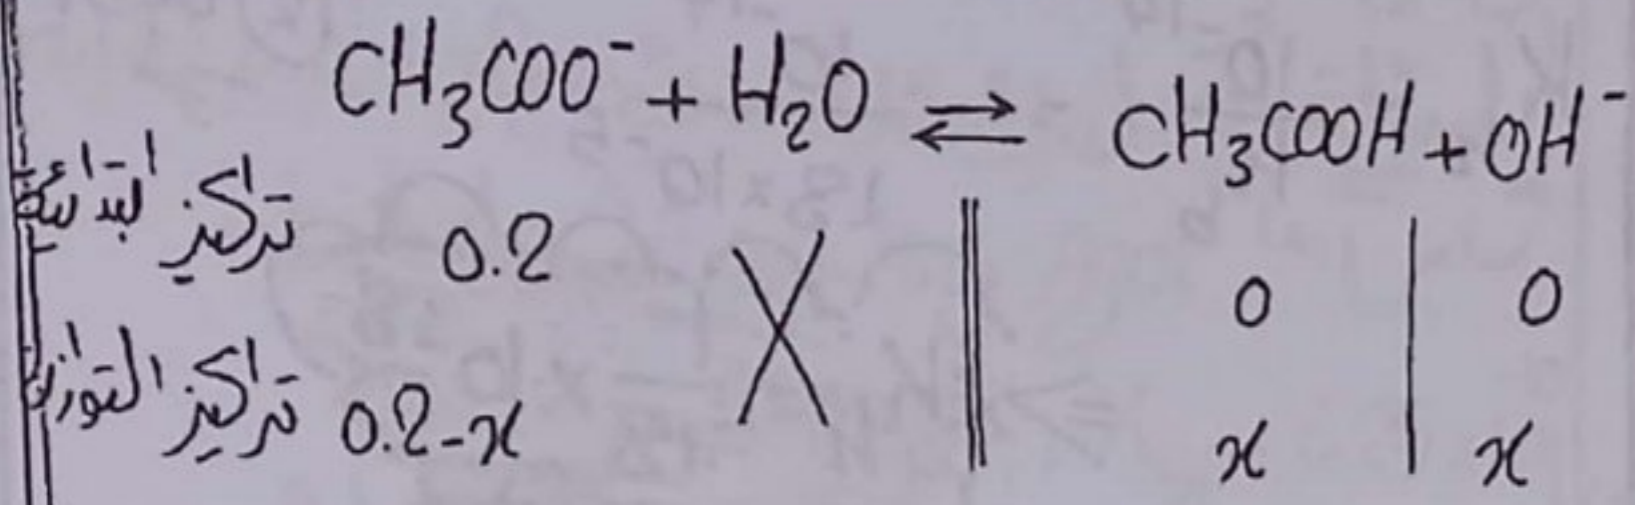 CH₃COO⁻ + H₂O ⇌ CH₃COOH + OH⁻
تراكيز ابتدائية 0.2 X 0 | 0
تراكيز التوازن 0.2-x x | x